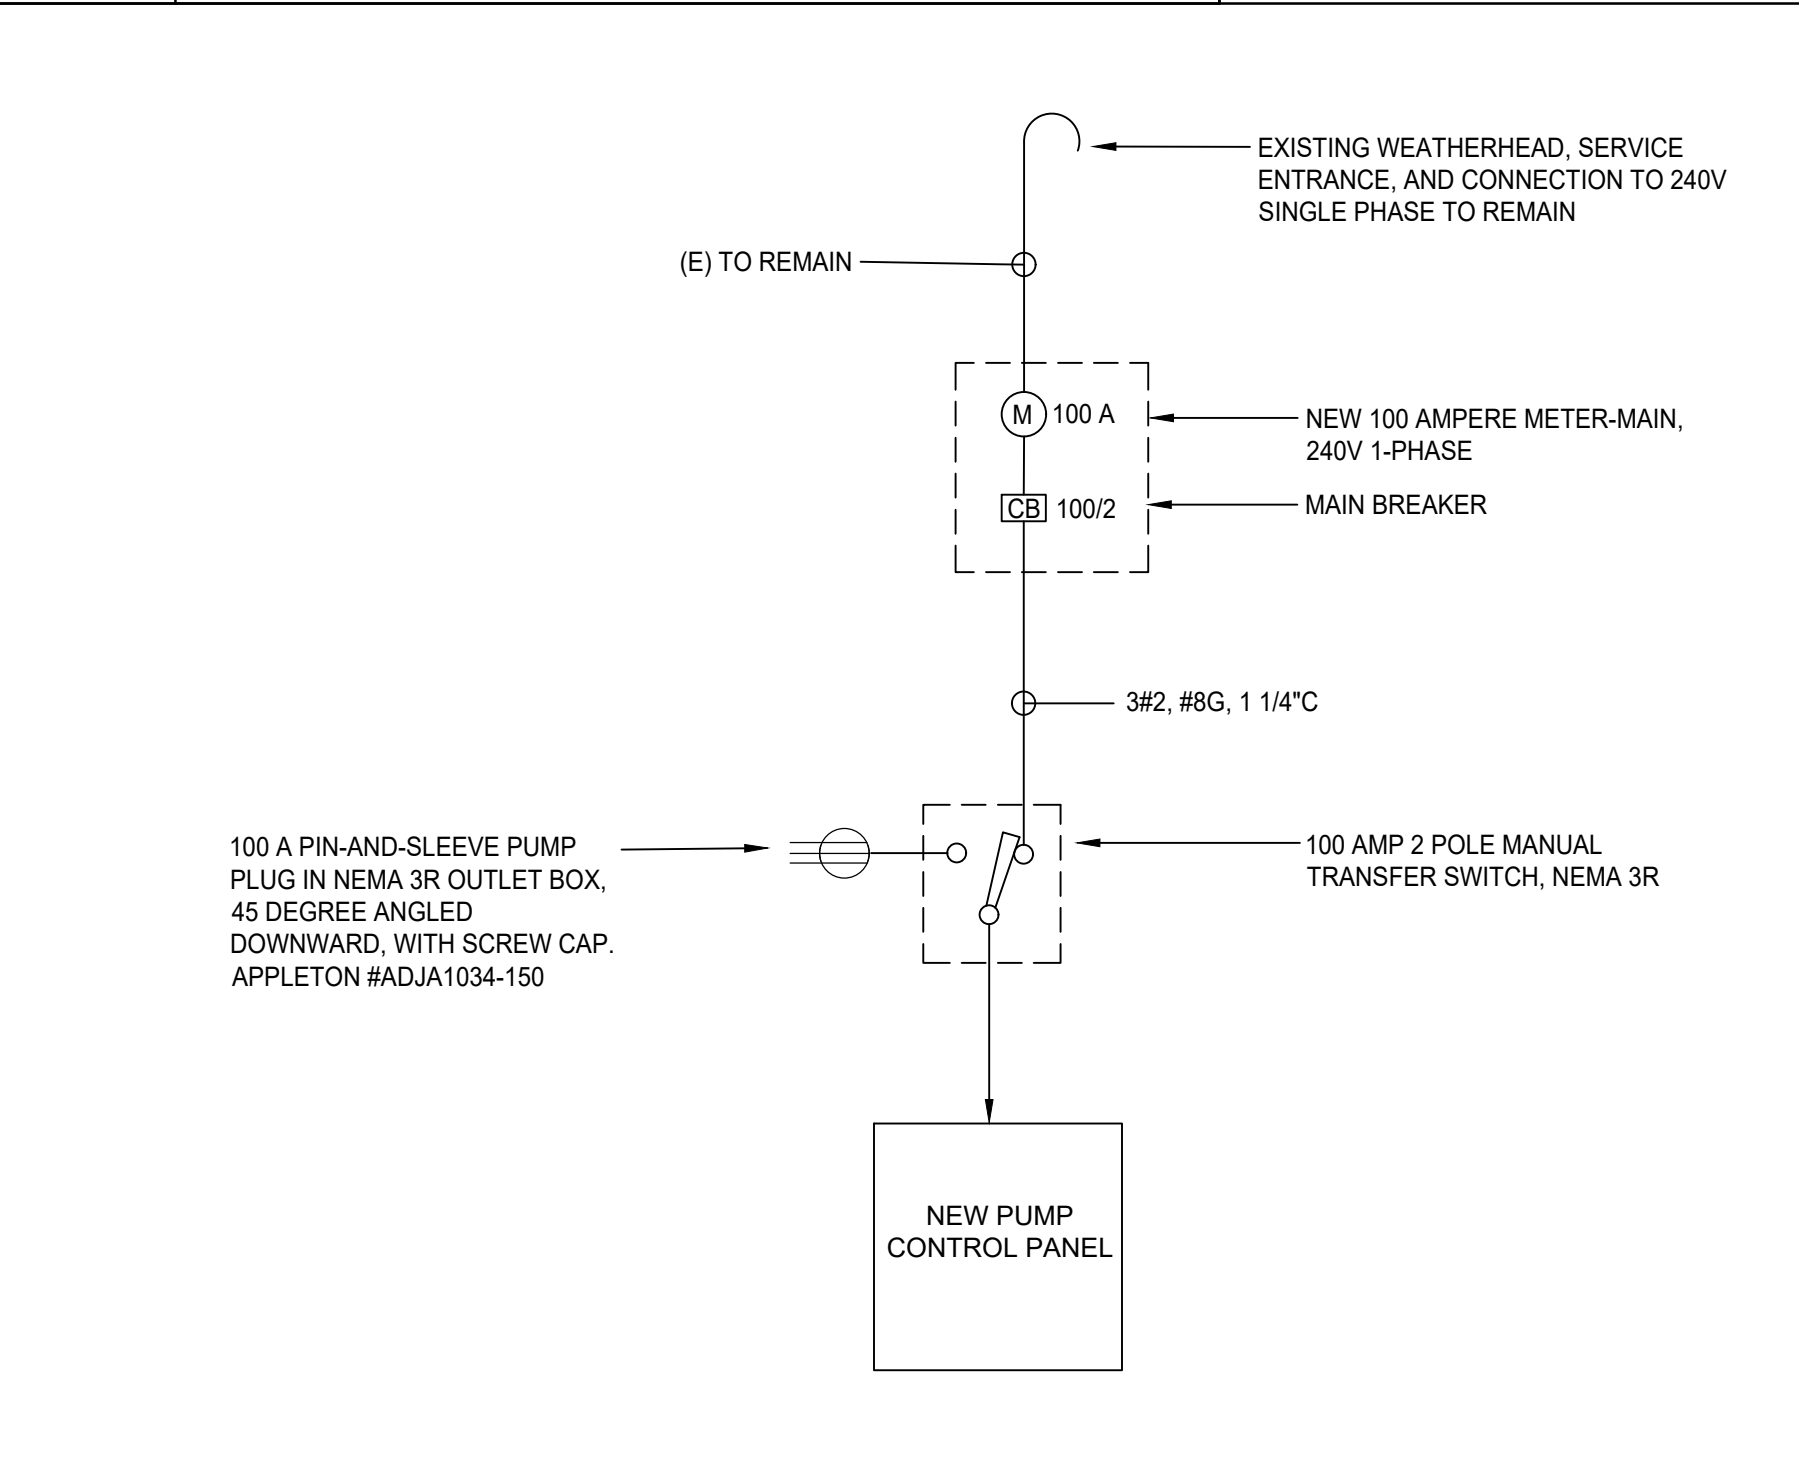 EXISTING WEATHERHEAD, SERVICE
ENTRANCE, AND CONNECTION TO 240V
SINGLE PHASE TO REMAIN
(E) TO REMAIN
M 100 A
NEW 100 AMPERE METER-MAIN,
240V 1-PHASE
CB 100/2
MAIN BREAKER
3#2, #8G, 1 1/4"C
100 A PIN-AND-SLEEVE PUMP
PLUG IN NEMA 3R OUTLET BOX,
45 DEGREE ANGLED
DOWNWARD, WITH SCREW CAP.
APPLETON #ADJA1034-150
100 AMP 2 POLE MANUAL
TRANSFER SWITCH, NEMA 3R
NEW PUMP
CONTROL PANEL